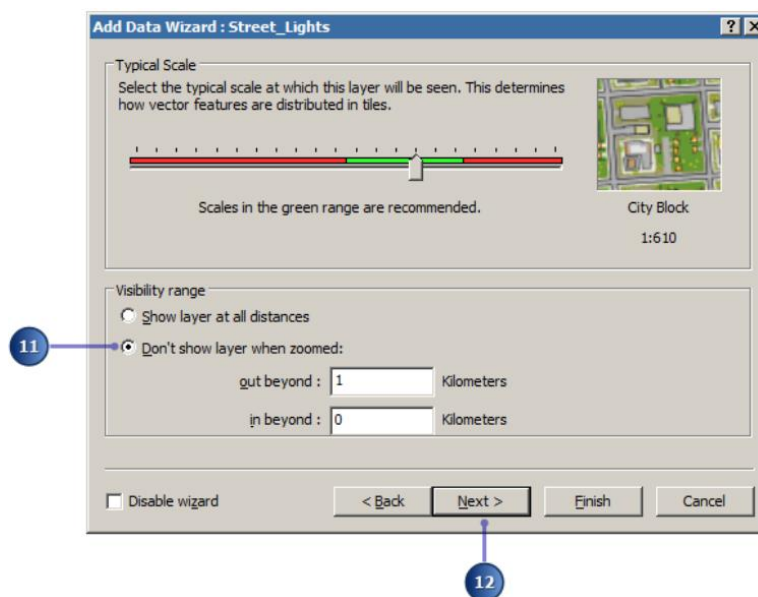 Add Data Wizard : Street_Lights
Typical Scale
Select the typical scale at which this layer will be seen. This determines
how vector features are distributed in tiles.
Scales in the green range are recommended.
City Block
1:610
Visibility range
Show layer at all distances
11
Don't show layer when zoomed:
out beyond : 1 Kilometers
in beyond : 0 Kilometers
Disable wizard < Back Next > Finish Cancel
12